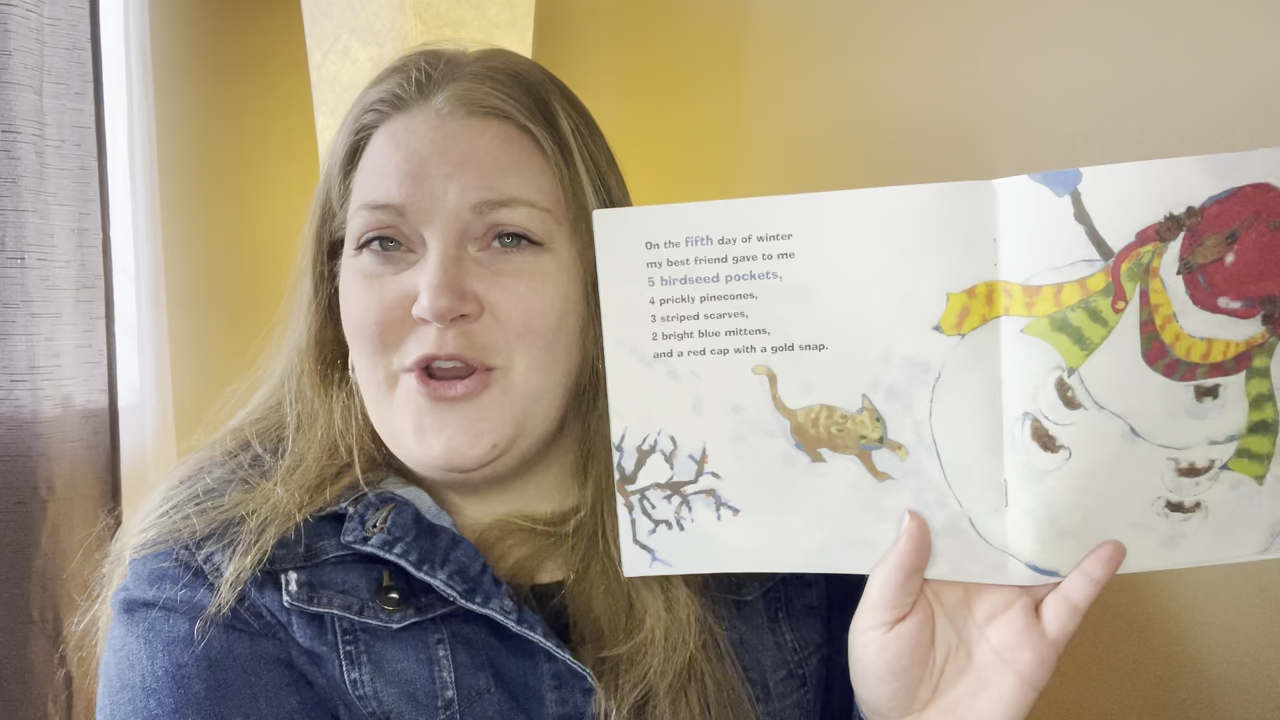 On the fifth day of winter
my best friend gave to me
5 birdseed pockets,
4 prickly pinecones,
3 striped scarves,
2 bright blue mittens,
and a red cap with a gold snap.